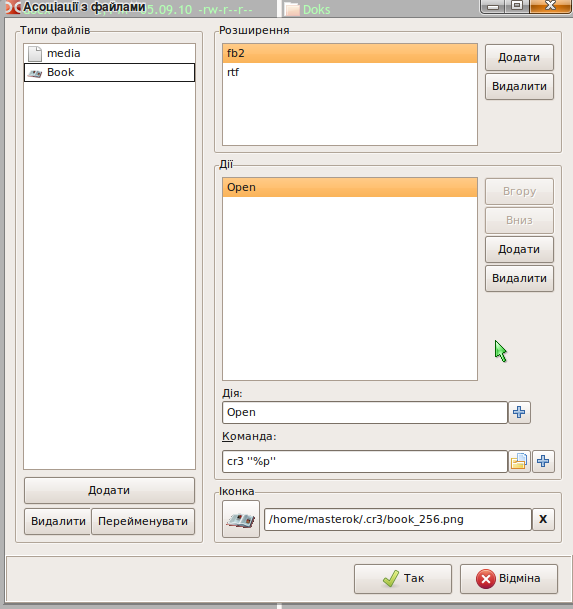 Асоціації з файлами
05.09.10 -rw-r--r--
Doks
Типи файлів
media
Book
Додати
Видалити
Перейменувати
Розширення
fb2
rtf
Додати
Видалити
Дії
Open
Вгору
Вниз
Додати
Видалити
Дія:
Open
Команда:
cr3 ''%p''
Іконка
/home/masterok/.cr3/book_256.png
X
Так
Відміна